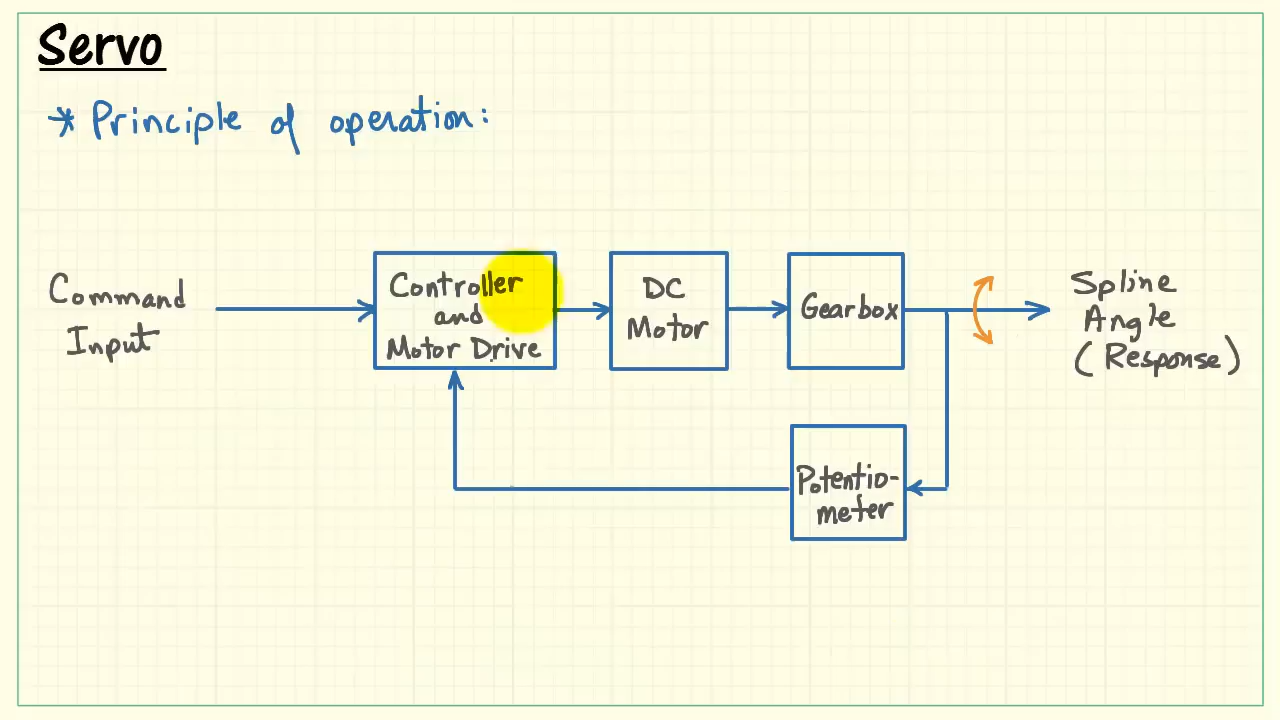 Servo
* Principle of operation:
Command
Input
Controller
and
Motor Drive
DC
Motor
Gearbox
Spline
Angle
(Response)
Potentio-
meter